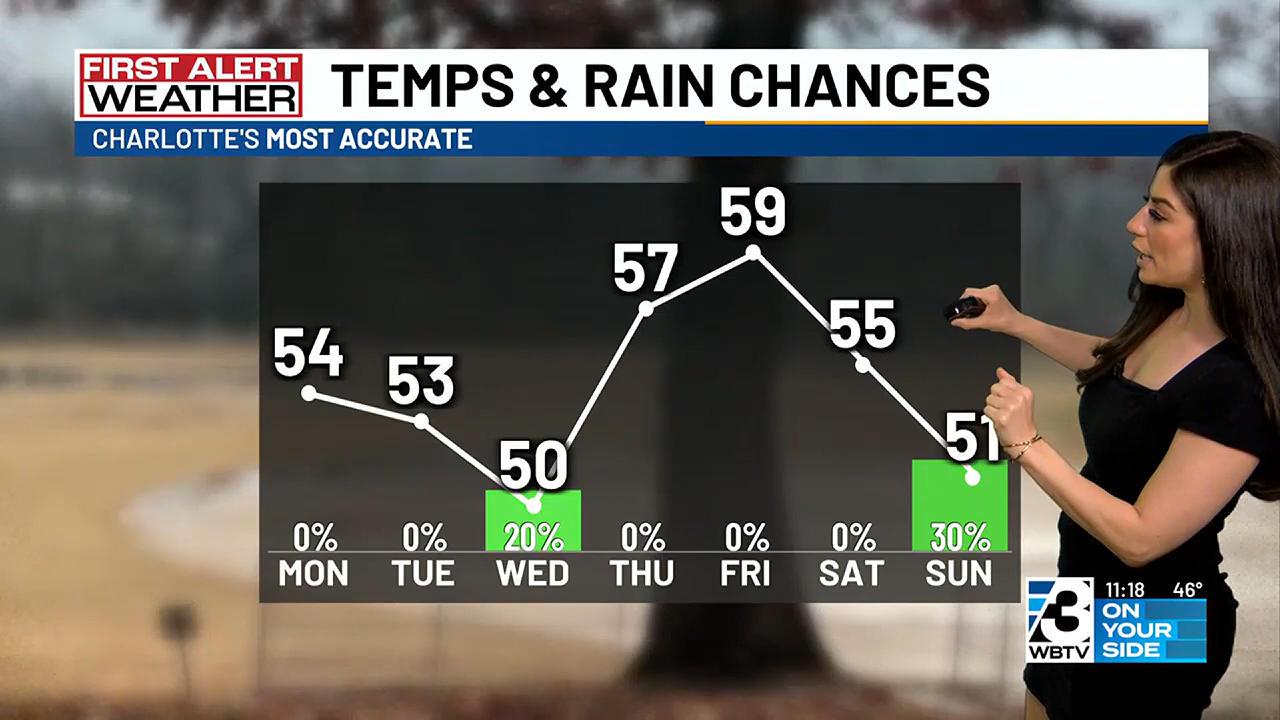 FIRST ALERT
WEATHER
TEMPS & RAIN CHANCES
CHARLOTTE'S MOST ACCURATE
54
53
50
57
59
55
51
0%
0%
20%
0%
0%
0%
30%
MON
TUE
WED
THU
FRI
SAT
SUN
3
WBTV
11:18 46°
ON
YOUR
SIDE